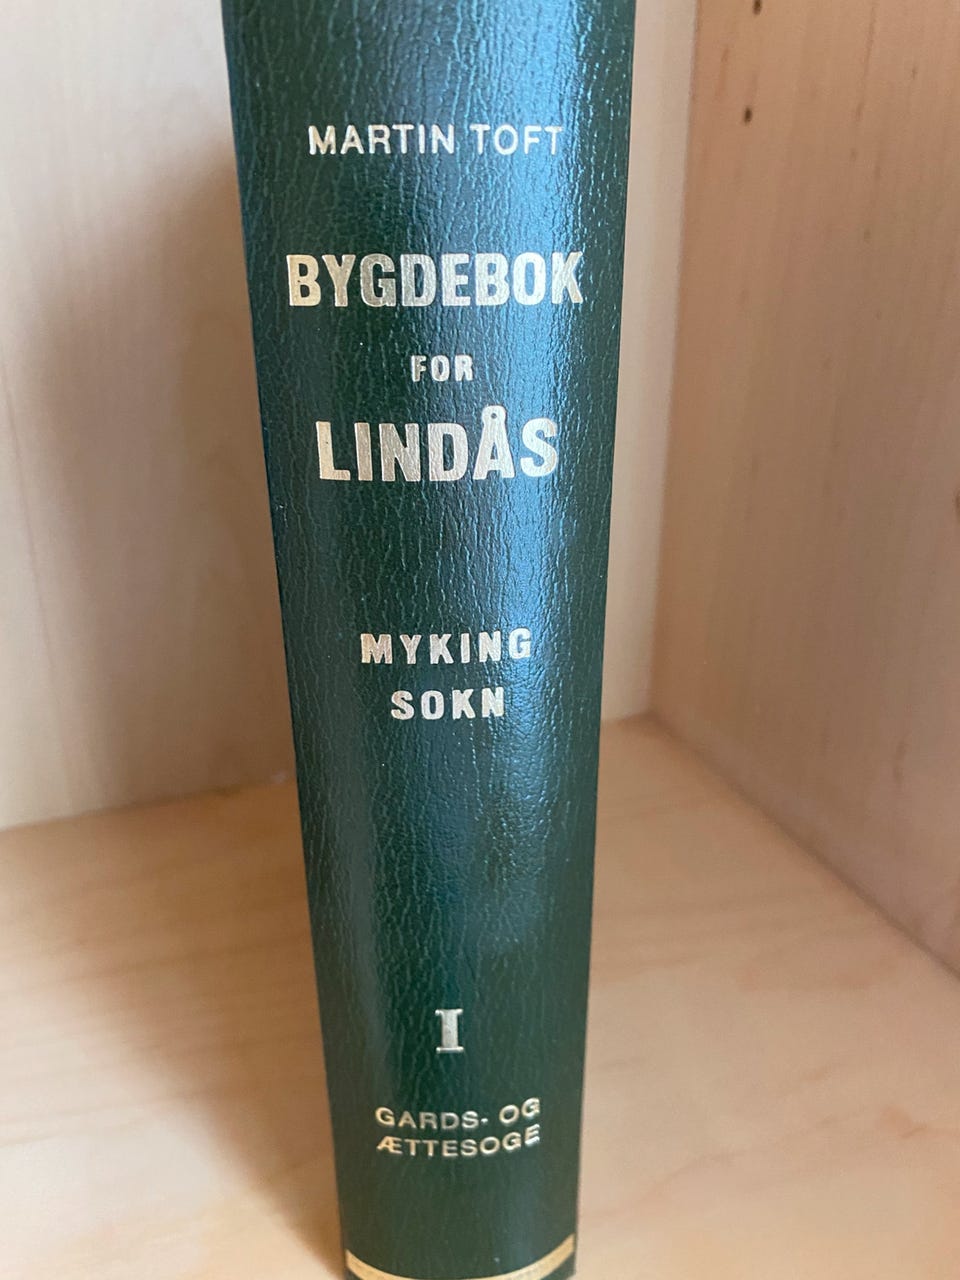 MARTIN TOFT
BYGDEBOK
FOR
LINDÅS
MYKING
SOKN
I
GARDS- OG
ÆTTESOGE